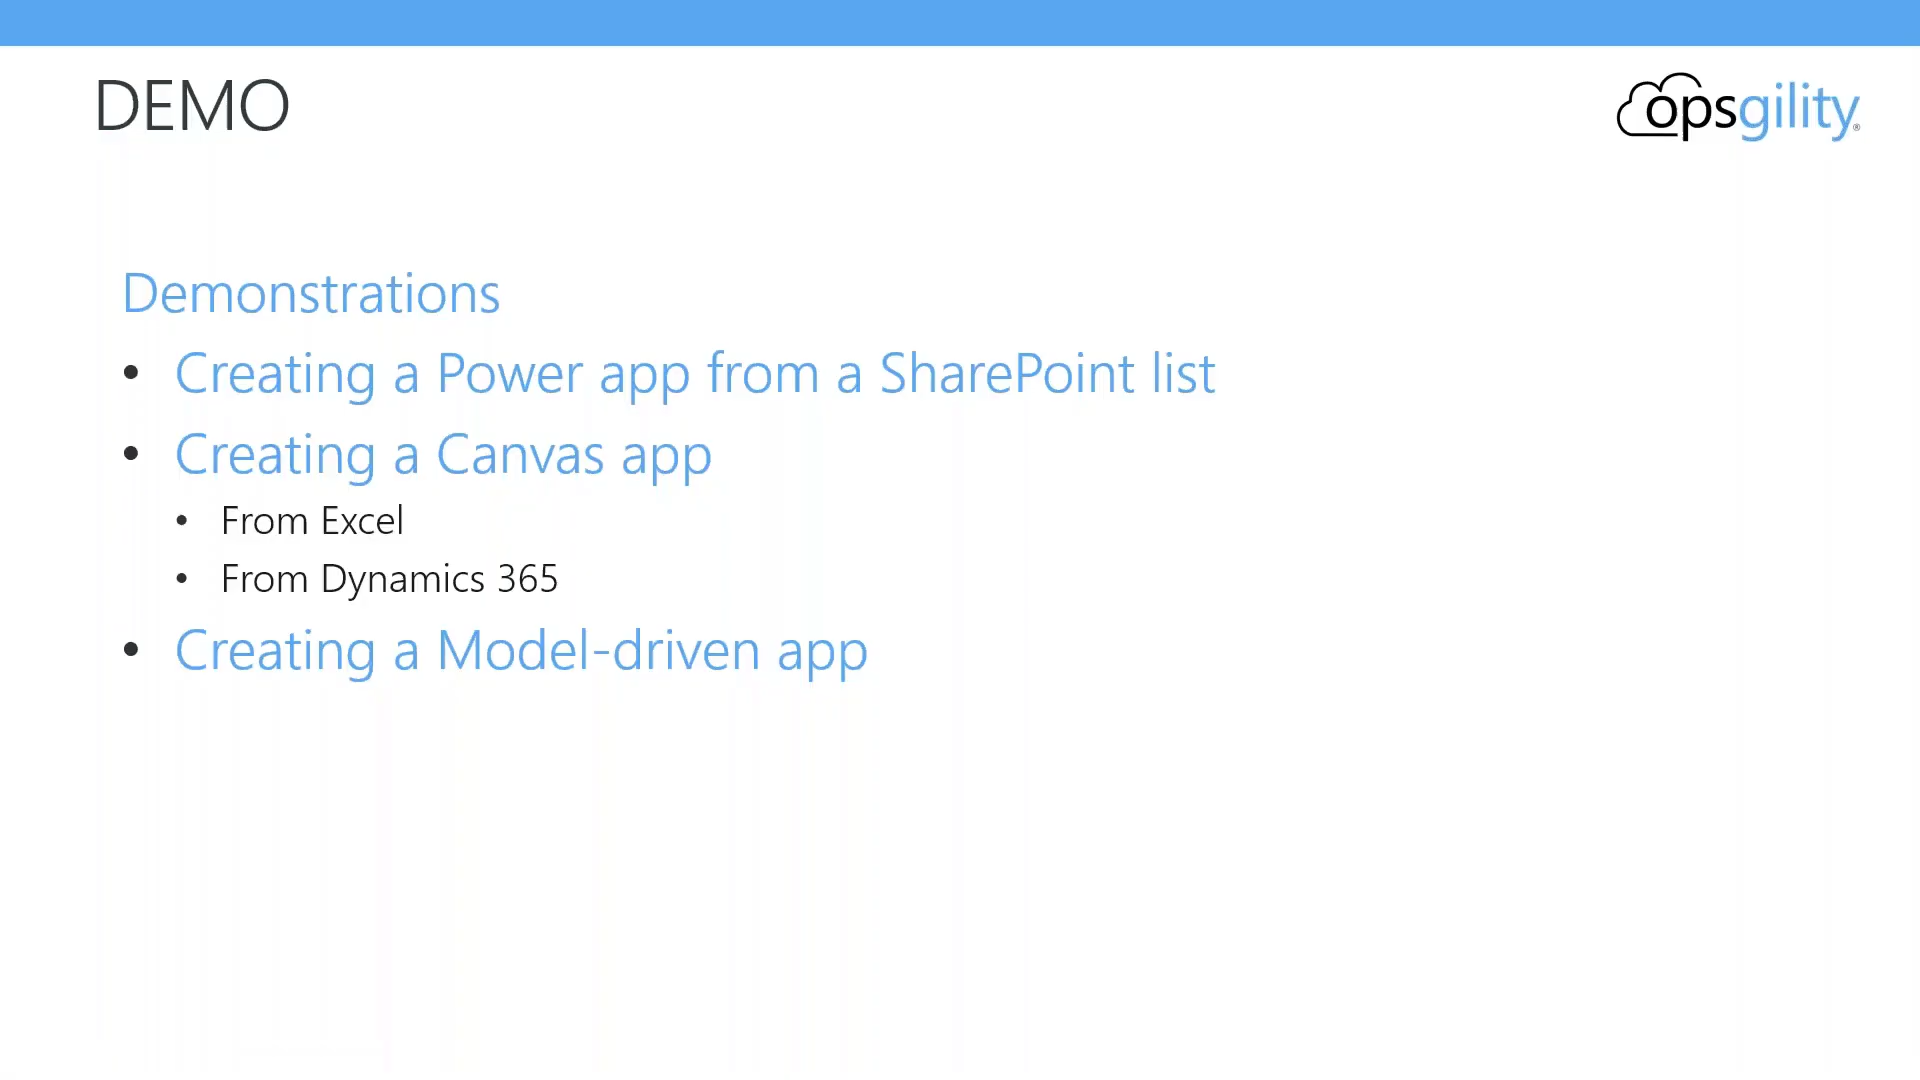 DEMO
opsgility®
Demonstrations
• Creating a Power app from a SharePoint list
• Creating a Canvas app
• From Excel
• From Dynamics 365
• Creating a Model-driven app